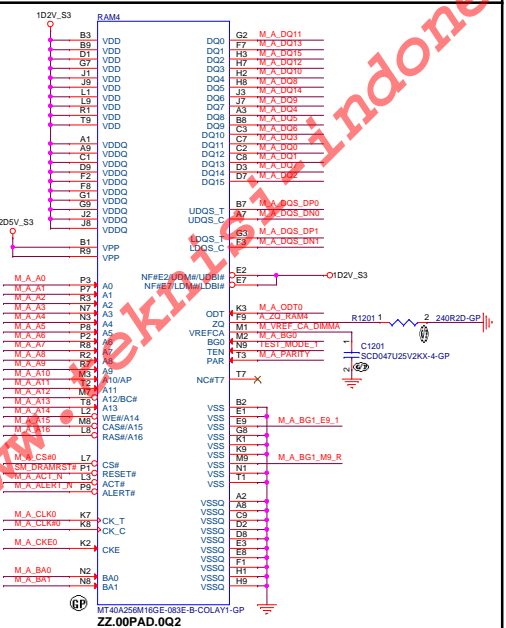 1D2V_S3
RAM4
B3 VDD
B9 VDD
D1 VDD
G7 VDD
J1 VDD
J9 VDD
L1 VDD
L9 VDD
R1 VDD
T9 VDD
A1 VDDQ
A9 VDDQ
C1 VDDQ
D9 VDDQ
F2 VDDQ
F8 VDDQ
G1 VDDQ
G9 VDDQ
J2 VDDQ
J8 VDDQ
2D5V_S3
B1 VPP
R9 VPP
M_A_A0 P3 A0
M_A_A1 P7 A1
M_A_A2 R3 A2
M_A_A3 N7 A3
M_A_A4 N3 A4
M_A_A5 P8 A5
M_A_A6 P2 A6
M_A_A7 R8 A7
M_A_A8 R2 A8
M_A_A9 R7 A9
M_A_A10 M3 A10/AP
M_A_A11 T2 A11
M_A_A12 M7 A12/BC#
M_A_A13 T8 A13
M_A_A14 L2 WE#/A14
M_A_A15 M8 CAS#/A15
M_A_A16 L8 RAS#/A16
M_A_CS#0 L7 CS#
SM_DRAMRST# P1 RESET#
M_A_ACT_N L3 ACT#
M_A_ALERT_N P9 ALERT#
M_A_CLK0 K7 CK_T
M_A_CLK#0 K8 CK_C
M_A_CKE0 K2 CKE
M_A_BA0 N2 BA0
M_A_BA1 N8 BA1
DQ0 G2 M_A_DQ11
DQ1 F7 M_A_DQ13
DQ2 H3 M_A_DQ15
DQ3 H7 M_A_DQ12
DQ4 H2 M_A_DQ10
DQ5 H8 M_A_DQ8
DQ6 J3 M_A_DQ14
DQ7 J7 M_A_DQ9
DQ8 A3 M_A_DQ4
DQ9 B8 M_A_DQ5
DQ10 C3 M_A_DQ6
DQ11 C7 M_A_DQ3
DQ12 C2 M_A_DQ0
DQ13 C8 M_A_DQ1
DQ14 D3 M_A_DQ7
DQ15 D7 M_A_DQ2
UDQS_T B7 M_A_DQS_DP0
UDQS_C A7 M_A_DQS_DN0
LDQS_T G3 M_A_DQS_DP1
LDQS_C F3 M_A_DQS_DN1
NF#E2/UDM#/UDBI# E2 1D2V_S3
NF#E7/LDM#/LDBI# E7
ODT K3 M_A_ODT0
ZQ F9 A_ZQ_RAM4 R1201 1 2 240R2D-GP
VREFCA M1 M_VREF_CA_DIMMA
BG0 M2 M_A_BG0
TEN N9 TEST_MODE_1
PAR T3 M_A_PARITY
C1201
SCD047U25V2KX-4-GP
1
2
NC#T7 T7
VSS B2
VSS E1
VSS E9 M_A_BG1_E9_1
VSS G8
VSS K1
VSS K9
VSS M9 M_A_BG1_M9_R
VSS N1
VSS T1
VSSQ A2
VSSQ A8
VSSQ C9
VSSQ D2
VSSQ D8
VSSQ E3
VSSQ E8
VSSQ F1
VSSQ H1
VSSQ H9
GP
MT40A256M16GE-083E-B-COLAY1-GP
ZZ.00PAD.0Q2
www.teknisi-indone